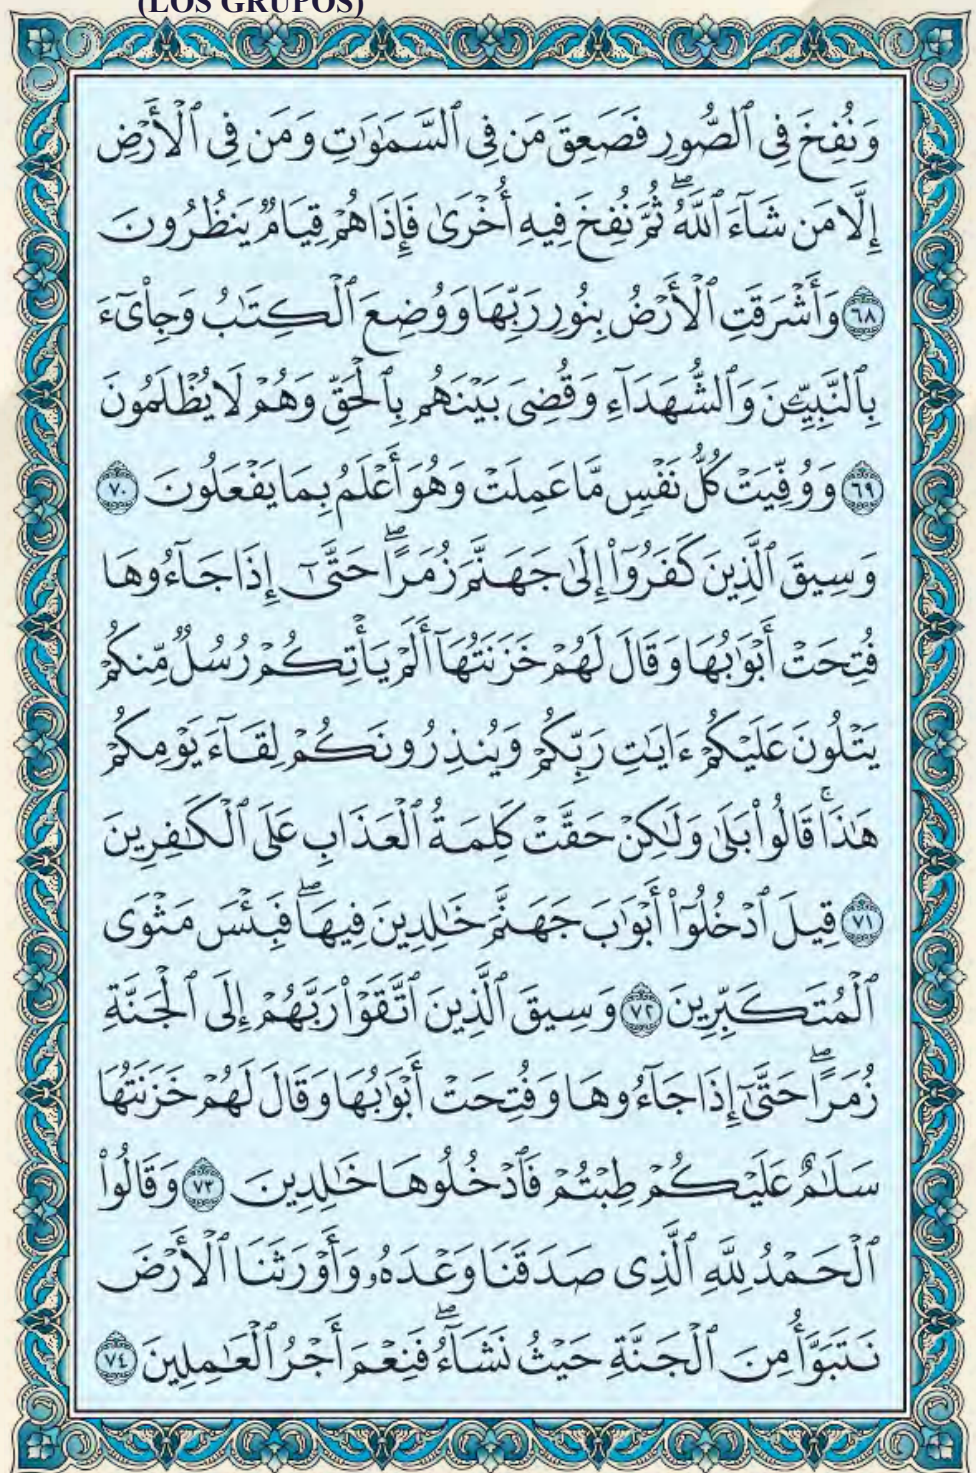 (LOS GRUPOS)
وَنُفِخَ فِى ٱلصُّورِ فَصَعِقَ مَن فِى ٱلسَّمَٰوَٰتِ وَمَن فِى ٱلْأَرْضِ
إِلَّا مَن شَآءَ ٱللَّهُ ۖ ثُمَّ نُفِخَ فِيهِ أُخْرَىٰ فَإِذَا هُمْ قِيَامٌ يَنظُرُونَ
﴿٦٨﴾ وَأَشْرَقَتِ ٱلْأَرْضُ بِنُورِ رَبِّهَا وَوُضِعَ ٱلْكِتَٰبُ وَجِا۟ىٓءَ
بِٱلنَّبِيِّۦنَ وَٱلشُّهَدَآءِ وَقُضِىَ بَيْنَهُم بِٱلْحَقِّ وَهُمْ لَا يُظْلَمُونَ
﴿٦٩﴾ وَوُفِّيَتْ كُلُّ نَفْسٍ مَّا عَمِلَتْ وَهُوَ أَعْلَمُ بِمَا يَفْعَلُونَ ﴿٧٠﴾
وَسِيقَ ٱلَّذِينَ كَفَرُوٓا۟ إِلَىٰ جَهَنَّمَ زُمَرًا ۖ حَتَّىٰٓ إِذَا جَآءُوهَا
فُتِحَتْ أَبْوَٰبُهَا وَقَالَ لَهُمْ خَزَنَتُهَآ أَلَمْ يَأْتِكُمْ رُسُلٌ مِّنكُمْ
يَتْلُونَ عَلَيْكُمْ ءَايَٰتِ رَبِّكُمْ وَيُنذِرُونَكُمْ لِقَآءَ يَوْمِكُمْ
هَٰذَا ۚ قَالُوا۟ بَلَىٰ وَلَٰكِنْ حَقَّتْ كَلِمَةُ ٱلْعَذَابِ عَلَى ٱلْكَٰفِرِينَ
﴿٧١﴾ قِيلَ ٱدْخُلُوٓا۟ أَبْوَٰبَ جَهَنَّمَ خَٰلِدِينَ فِيهَا ۖ فَبِئْسَ مَثْوَى
ٱلْمُتَكَبِّرِينَ ﴿٧٢﴾ وَسِيقَ ٱلَّذِينَ ٱتَّقَوْا۟ رَبَّهُمْ إِلَى ٱلْجَنَّةِ
زُمَرًا ۖ حَتَّىٰٓ إِذَا جَآءُوهَا وَفُتِحَتْ أَبْوَٰبُهَا وَقَالَ لَهُمْ خَزَنَتُهَا
سَلَٰمٌ عَلَيْكُمْ طِبْتُمْ فَٱدْخُلُوهَا خَٰلِدِينَ ﴿٧٣﴾ وَقَالُوا۟
ٱلْحَمْدُ لِلَّهِ ٱلَّذِى صَدَقَنَا وَعْدَهُۥ وَأَوْرَثَنَا ٱلْأَرْضَ
نَتَبَوَّأُ مِنَ ٱلْجَنَّةِ حَيْثُ نَشَآءُ ۖ فَنِعْمَ أَجْرُ ٱلْعَٰمِلِينَ ﴿٧٤﴾